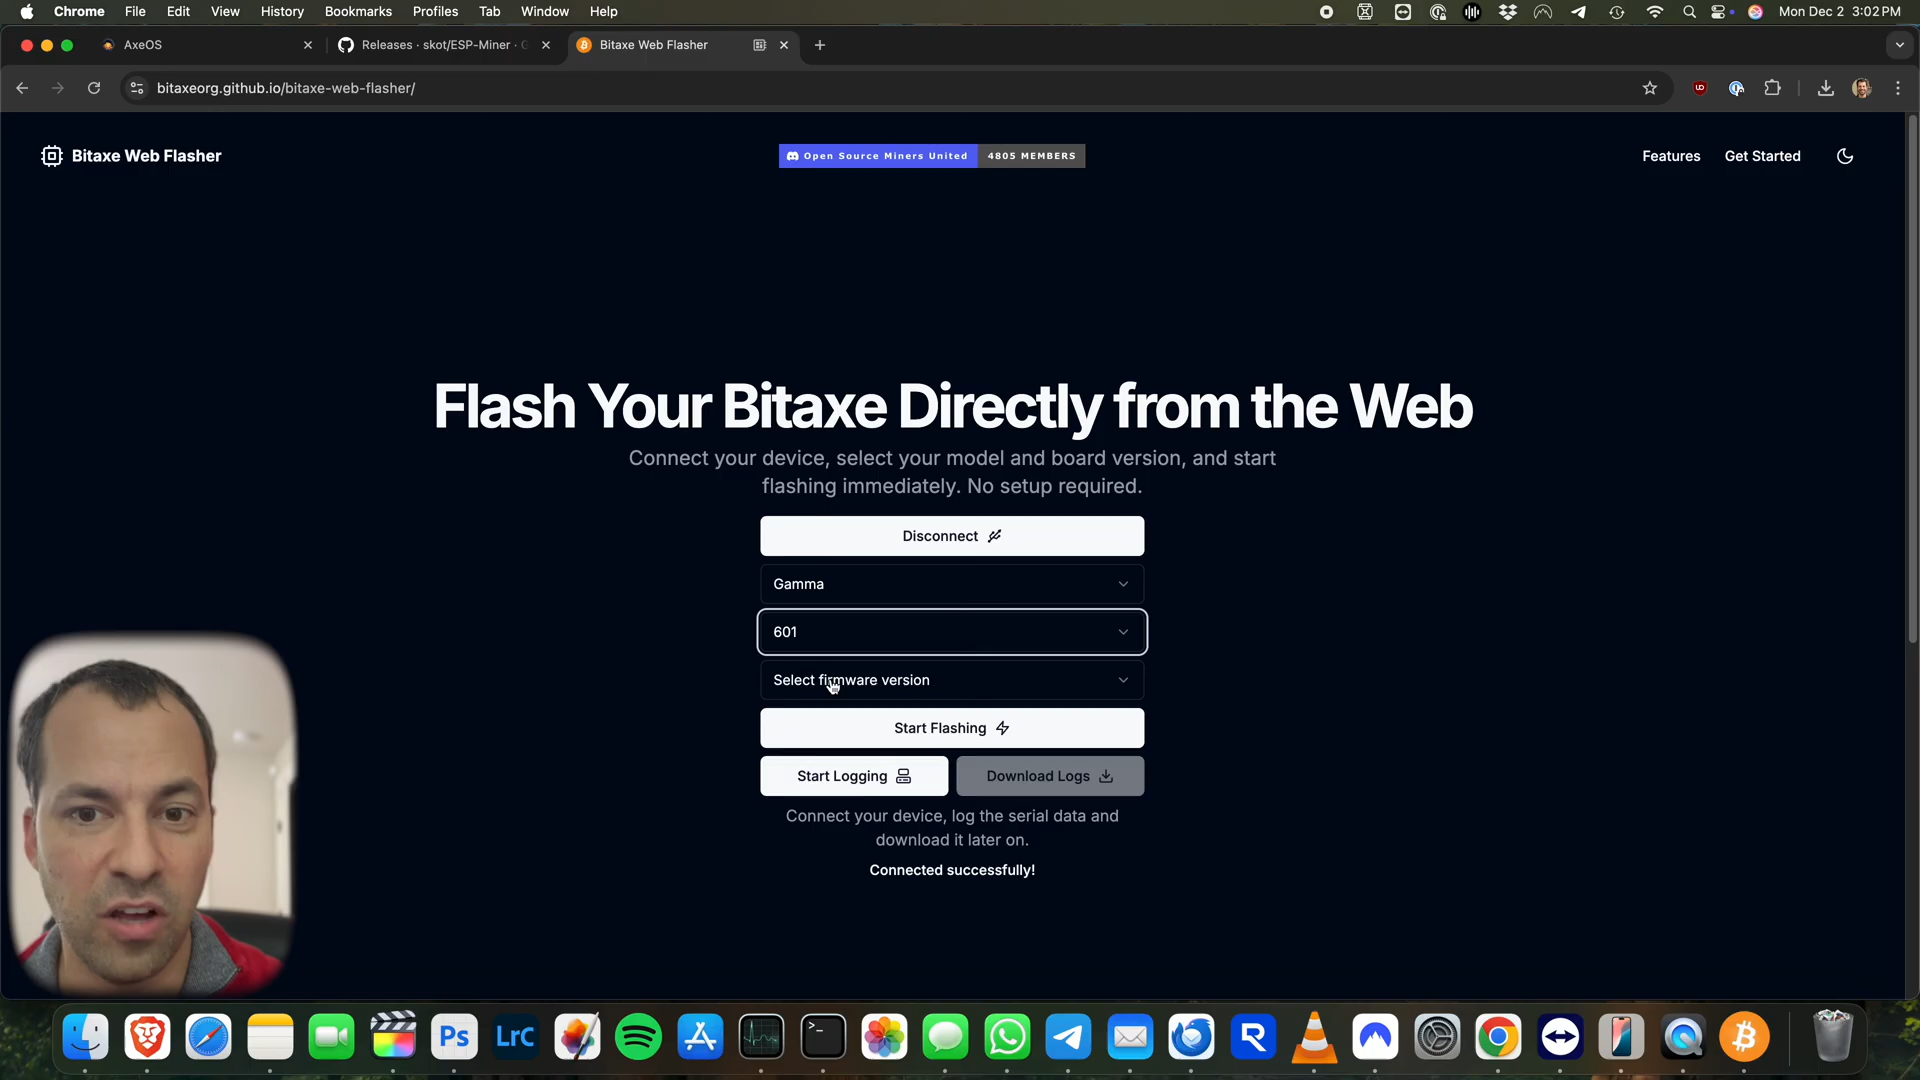 Chrome File Edit View History Bookmarks Profiles Tab Window Help Mon Dec 2 3:02 PM
AxeOS Releases · skot/ESP-Miner · Bitaxe Web Flasher
bitaxeorg.github.io/bitaxe-web-flasher/
Bitaxe Web Flasher
Open Source Miners United 4805 MEMBERS
Features Get Started
Flash Your Bitaxe Directly from the Web
Connect your device, select your model and board version, and start
flashing immediately. No setup required.
Disconnect
Gamma
601
Select firmware version
Start Flashing
Start Logging Download Logs
Connect your device, log the serial data and
download it later on.
Connected successfully!
Ps LrC R